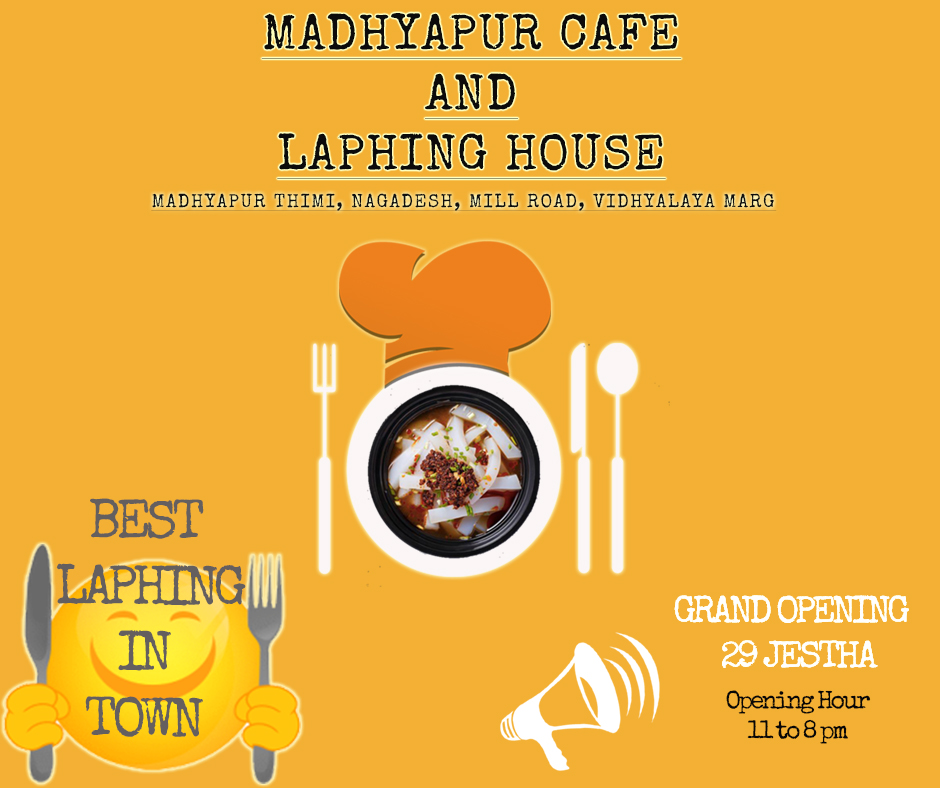 MADHYAPUR CAFE
AND
LAPHING HOUSE
MADHYAPUR THIMI, NAGADESH, MILL ROAD, VIDHYALAYA MARG
BEST
LAPHING
IN
TOWN
GRAND OPENING
29 JESTHA
Opening Hour
11 to 8 pm